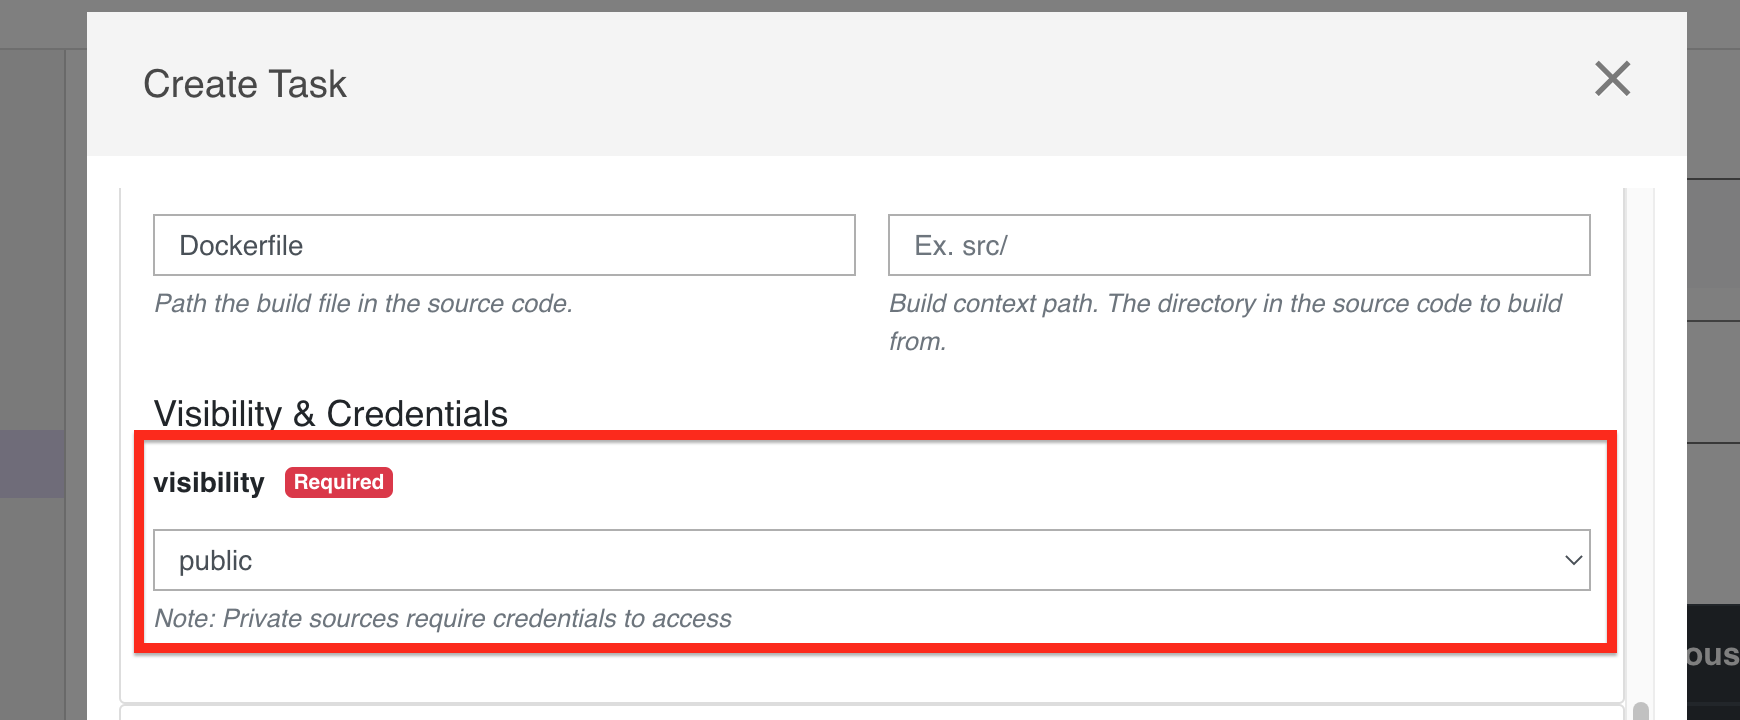 Create Task
Dockerfile
Ex. src/
Path the build file in the source code.
Build context path. The directory in the source code to build
from.
Visibility & Credentials
visibility Required
public
Note: Private sources require credentials to access
ous